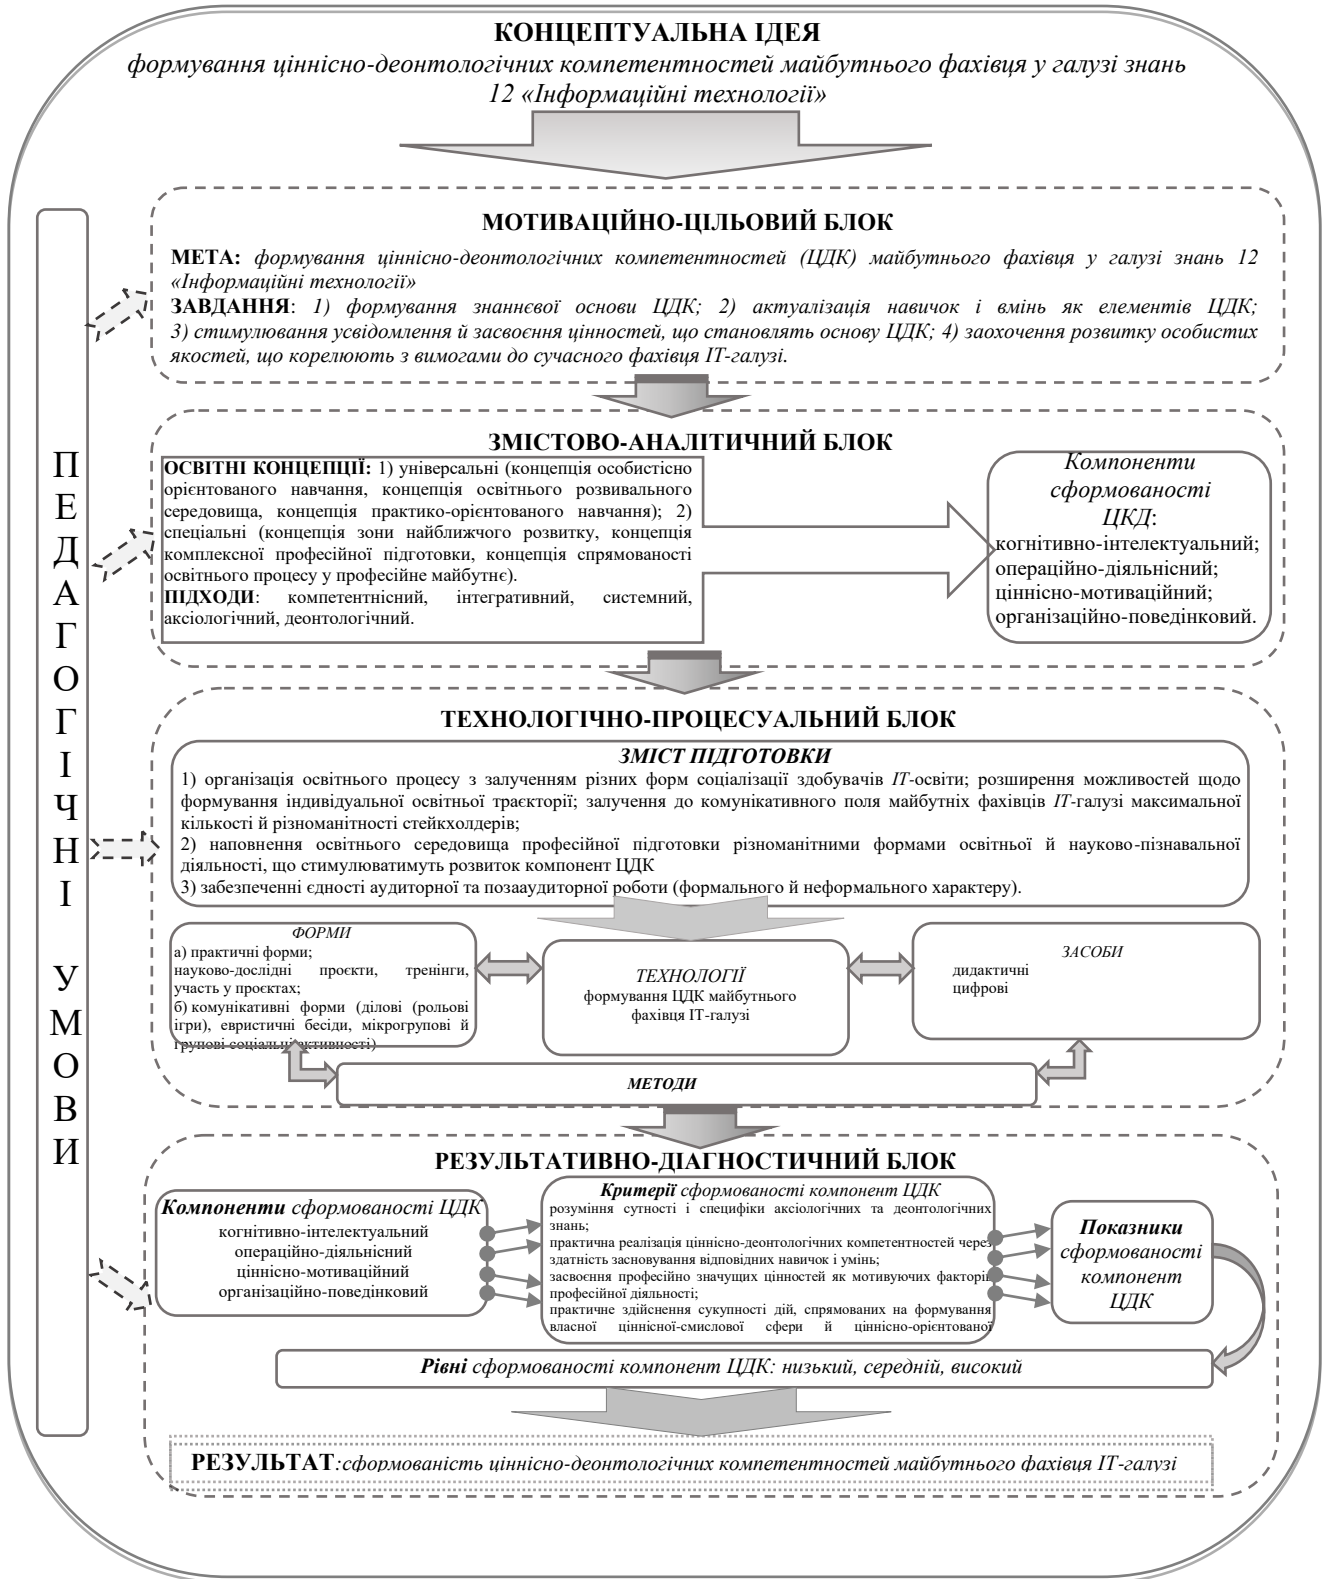 КОНЦЕПТУАЛЬНА ІДЕЯ
формування ціннісно-деонтологічних компетентностей майбутнього фахівця у галузі знань
12 «Інформаційні технології»
ПЕДАГОГІЧНІ УМОВИ
МОТИВАЦІЙНО-ЦІЛЬОВИЙ БЛОК
МЕТА: формування ціннісно-деонтологічних компетентностей (ЦДК) майбутнього фахівця у галузі знань 12
«Інформаційні технології»
ЗАВДАННЯ: 1) формування знаннєвої основи ЦДК; 2) актуалізація навичок і вмінь як елементів ЦДК;
3) стимулювання усвідомлення й засвоєння цінностей, що становлять основу ЦДК; 4) заохочення розвитку особистих
якостей, що корелюють з вимогами до сучасного фахівця ІТ-галузі.
ЗМІСТОВО-АНАЛІТИЧНИЙ БЛОК
ОСВІТНІ КОНЦЕПЦІЇ: 1) універсальні (концепція особистісно
орієнтованого навчання, концепція освітнього розвивального
середовища, концепція практико-орієнтованого навчання); 2)
спеціальні (концепція зони найближчого розвитку, концепція
комплексної професійної підготовки, концепція спрямованості
освітнього процесу у професійне майбутнє).
ПІДХОДИ: компетентнісний, інтегративний, системний,
аксіологічний, деонтологічний.
Компоненти
сформованості
ЦКД:
когнітивно-інтелектуальний;
операційно-діяльнісний;
ціннісно-мотиваційний;
організаційно-поведінковий.
ТЕХНОЛОГІЧНО-ПРОЦЕСУАЛЬНИЙ БЛОК
ЗМІСТ ПІДГОТОВКИ
1) організація освітнього процесу з залученням різних форм соціалізації здобувачів ІТ-освіти; розширення можливостей щодо
формування індивідуальної освітньої траєкторії; залучення до комунікативного поля майбутніх фахівців ІТ-галузі максимальної
кількості й різноманітності стейкхолдерів;
2) наповнення освітнього середовища професійної підготовки різноманітними формами освітньої й науково-пізнавальної
діяльності, що стимулюватимуть розвиток компонент ЦДК
3) забезпеченні єдності аудиторної та позааудиторної роботи (формального й неформального характеру).
ФОРМИ
а) практичні форми;
науково-дослідні проєкти, тренінги,
участь у проєктах;
б) комунікативні форми (ділові (рольові
ігри), евристичні бесіди, мікрогрупові й
групові соціальні активності)
ТЕХНОЛОГІЇ
формування ЦДК майбутнього
фахівця ІТ-галузі
ЗАСОБИ
дидактичні
цифрові
МЕТОДИ
РЕЗУЛЬТАТИВНО-ДІАГНОСТИЧНИЙ БЛОК
Компоненти сформованості ЦДК
когнітивно-інтелектуальний
операційно-діяльнісний
ціннісно-мотиваційний
організаційно-поведінковий
Критерії сформованості компонент ЦДК
розуміння сутності і специфіки аксіологічних та деонтологічних
знань;
практична реалізація ціннісно-деонтологічних компетентностей через
здатність засновування відповідних навичок і умінь;
засвоєння професійно значущих цінностей як мотивуючих факторів
професійної діяльності;
практичне здійснення сукупності дій, спрямованих на формування
власної ціннісної-смислової сфери й ціннісно-орієнтованої
Показники
сформованості
компонент
ЦДК
Рівні сформованості компонент ЦДК: низький, середній, високий
РЕЗУЛЬТАТ:сформованість ціннісно-деонтологічних компетентностей майбутнього фахівця ІТ-галузі